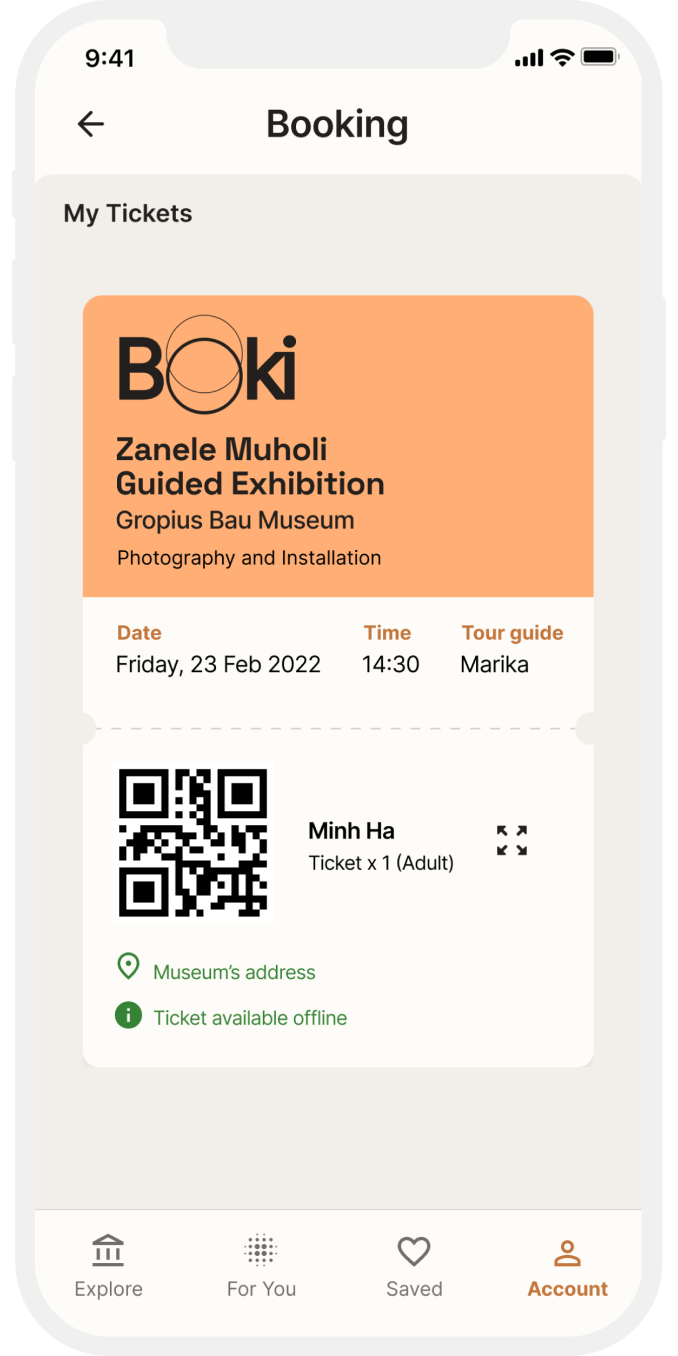 9:41
Booking
My Tickets
Boki
Zanele Muholi
Guided Exhibition
Gropius Bau Museum
Photography and Installation
Date Time Tour guide
Friday, 23 Feb 2022 14:30 Marika
Minh Ha
Ticket x 1 (Adult)
Museum's address
Ticket available offline
Explore For You Saved Account